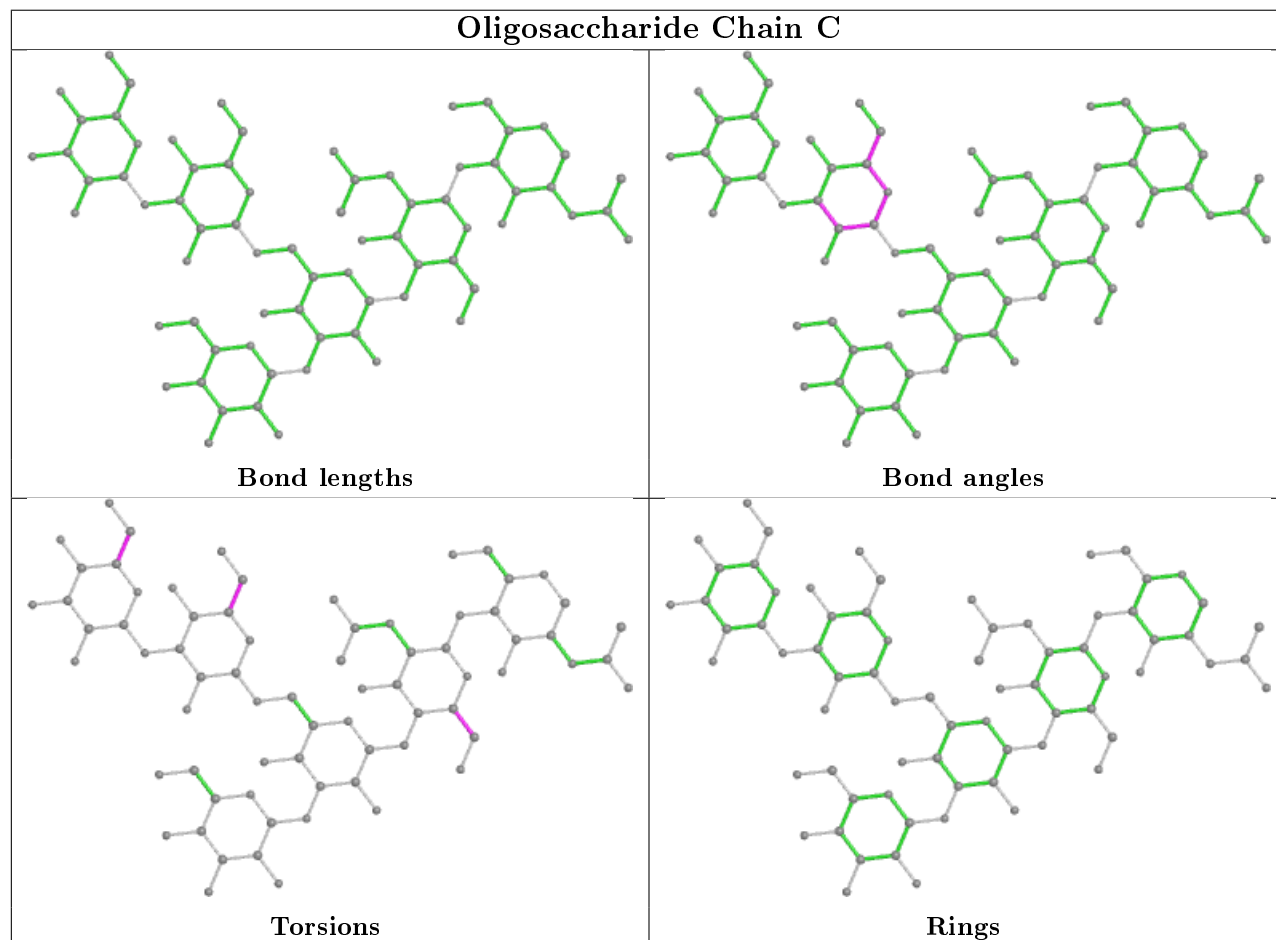 Oligosaccharide Chain C
Bond lengths
Bond angles
Torsions
Rings